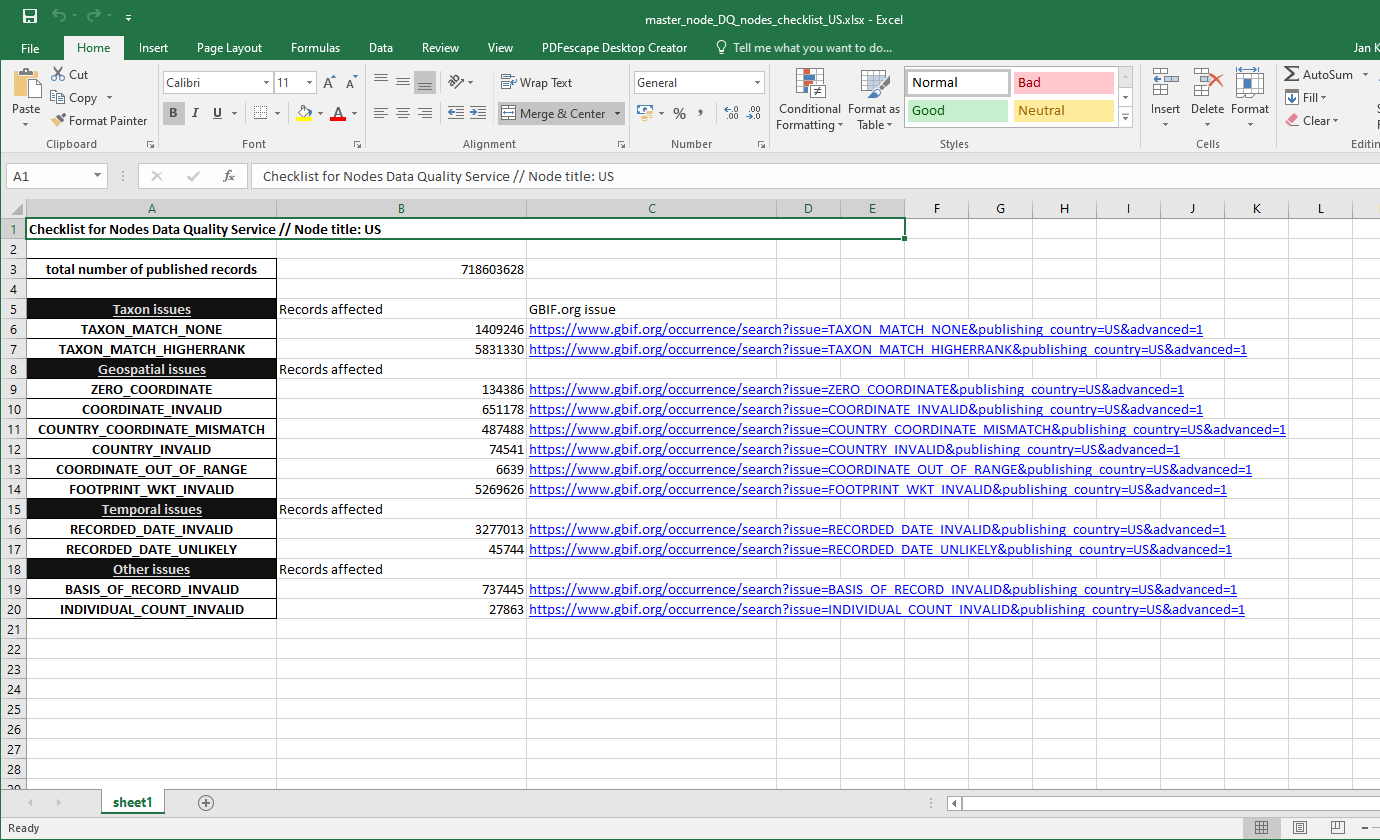 master_node_DQ_nodes_checklist_US.xlsx - Excel
File Home Insert Page Layout Formulas Data Review View PDFescape Desktop Creator Tell me what you want to do... Jan K
Paste
Cut
Copy
Format Painter
Clipboard
Calibri 11
B I U
Font
Wrap Text
Merge & Center
Alignment
General
%
Number
Conditional Formatting
Format as Table
Normal Bad
Good Neutral
Styles
Insert Delete Format
Cells
AutoSum
Fill
Clear
Editin
A1 fx Checklist for Nodes Data Quality Service // Node title: US
A B C D E F G H I J K L
1 Checklist for Nodes Data Quality Service // Node title: US
2
3 total number of published records 718603628
4
5 Taxon issues Records affected GBIF.org issue
6 TAXON_MATCH_NONE 1409246 https://www.gbif.org/occurrence/search?issue=TAXON_MATCH_NONE&publishing_country=US&advanced=1
7 TAXON_MATCH_HIGHERRANK 5831330 https://www.gbif.org/occurrence/search?issue=TAXON_MATCH_HIGHERRANK&publishing_country=US&advanced=1
8 Geospatial issues Records affected
9 ZERO_COORDINATE 134386 https://www.gbif.org/occurrence/search?issue=ZERO_COORDINATE&publishing_country=US&advanced=1
10 COORDINATE_INVALID 651178 https://www.gbif.org/occurrence/search?issue=COORDINATE_INVALID&publishing_country=US&advanced=1
11 COUNTRY_COORDINATE_MISMATCH 487488 https://www.gbif.org/occurrence/search?issue=COUNTRY_COORDINATE_MISMATCH&publishing_country=US&advanced=1
12 COUNTRY_INVALID 74541 https://www.gbif.org/occurrence/search?issue=COUNTRY_INVALID&publishing_country=US&advanced=1
13 COORDINATE_OUT_OF_RANGE 6639 https://www.gbif.org/occurrence/search?issue=COORDINATE_OUT_OF_RANGE&publishing_country=US&advanced=1
14 FOOTPRINT_WKT_INVALID 5269626 https://www.gbif.org/occurrence/search?issue=FOOTPRINT_WKT_INVALID&publishing_country=US&advanced=1
15 Temporal issues Records affected
16 RECORDED_DATE_INVALID 3277013 https://www.gbif.org/occurrence/search?issue=RECORDED_DATE_INVALID&publishing_country=US&advanced=1
17 RECORDED_DATE_UNLIKELY 45744 https://www.gbif.org/occurrence/search?issue=RECORDED_DATE_UNLIKELY&publishing_country=US&advanced=1
18 Other issues Records affected
19 BASIS_OF_RECORD_INVALID 737445 https://www.gbif.org/occurrence/search?issue=BASIS_OF_RECORD_INVALID&publishing_country=US&advanced=1
20 INDIVIDUAL_COUNT_INVALID 27863 https://www.gbif.org/occurrence/search?issue=INDIVIDUAL_COUNT_INVALID&publishing_country=US&advanced=1
21
22
23
24
25
26
27
28
29
sheet1
Ready